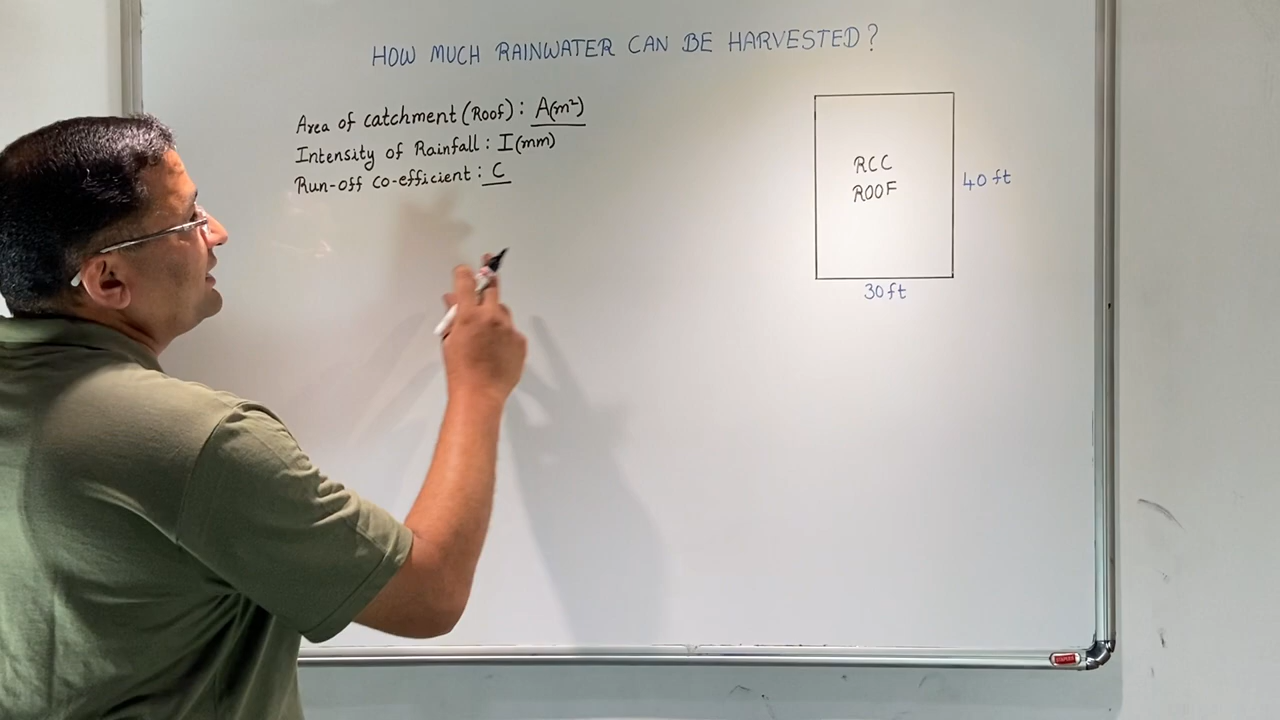 HOW MUCH RAINWATER CAN BE HARVESTED?
Area of catchment (Roof) : A(m²)
Intensity of Rainfall : I(mm)
Run-off co-efficient : C
RCC
ROOF
40 ft
30 ft